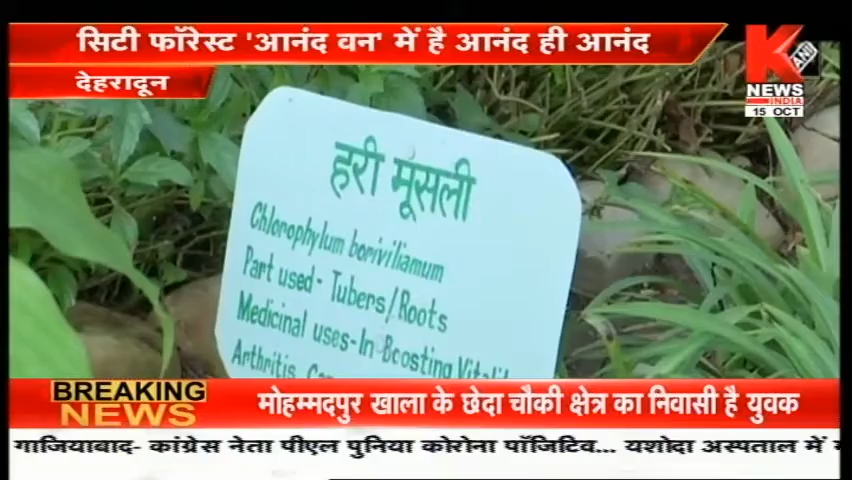 सिटी फॉरेस्ट 'आनंद वन' में है आनंद ही आनंद
देहरादून
K
ANI
NEWS
INDIA
15 OCT
हरी मूसली
Chlorophylum boriviliamum
Part used- Tubers/Roots
Medicinal uses-In Boosting
Arthritis,
BREAKING
NEWS
मोहम्मदपुर खाला के छेदा चौकी क्षेत्र का निवासी है युवक
गाजियाबाद- कांग्रेस नेता पीएल पुनिया कोरोना पॉजिटिव... यशोदा अस्पताल में